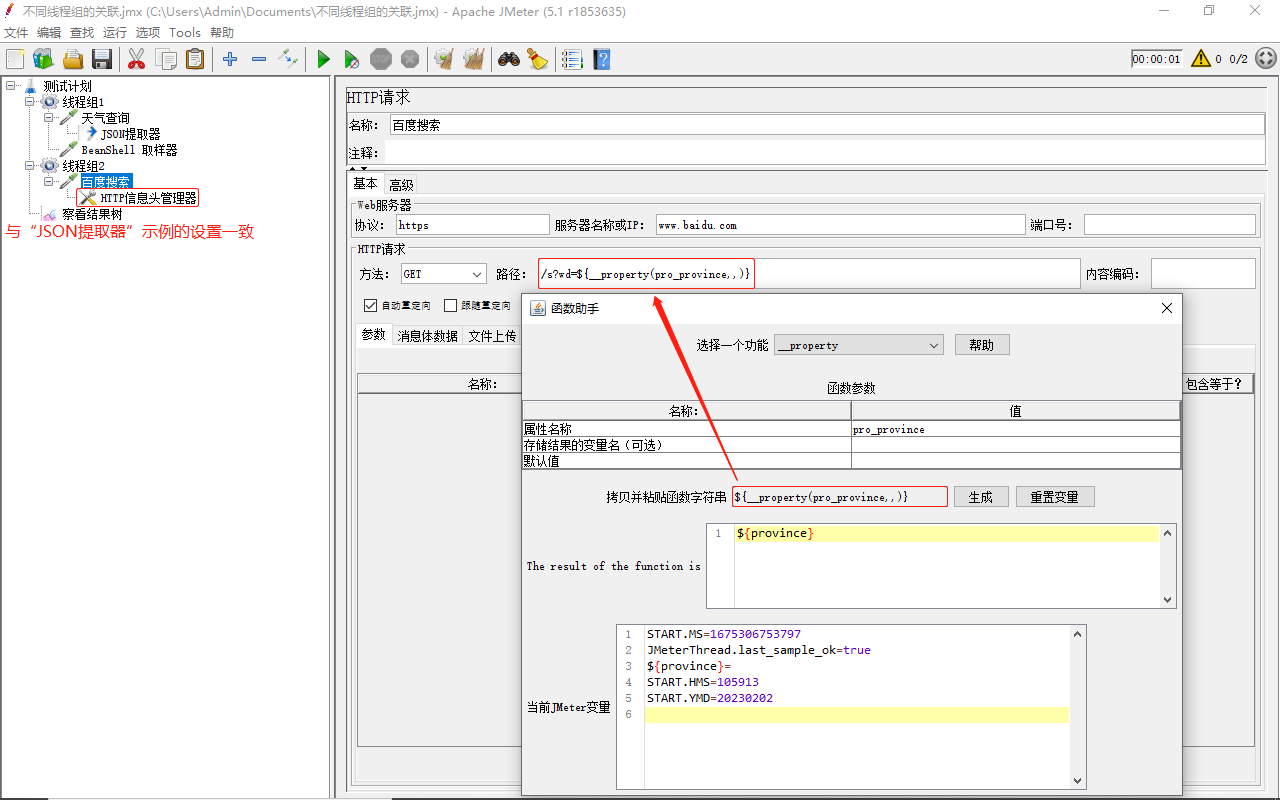 不同线程组的关联.jmx (C:\Users\Admin\Documents\不同线程组的关联.jmx) - Apache JMeter (5.1 r1853635)
文件 编辑 查找 运行 选项 Tools 帮助
STOP 00:00:01 0 0/2
测试计划
线程组1
天气查询
JSON提取器
BeanShell 取样器
线程组2
百度搜索
HTTP信息头管理器
察看结果树
与“JSON提取器”示例的设置一致
HTTP请求
名称: 百度搜索
注释:
基本 高级
Web服务器
协议: https 服务器名称或IP: www.baidu.com 端口号:
HTTP请求
方法: GET 路径: /s?wd=${__property(pro_province,,)} 内容编码:
自动重定向 跟随重定向
参数 消息体数据 文件上传
名称: 包含等于?
函数助手
选择一个功能 __property 帮助
函数参数
名称: 值
属性名称 pro_province
存储结果的变量名（可选）
默认值
拷贝并粘贴函数字符串 ${__property(pro_province,,)} 生成 重置变量
The result of the function is
1 ${province}
当前JMeter变量
1 START.MS=1675306753797
2 JMeterThread.last_sample_ok=true
3 ${province}=
4 START.HMS=105913
5 START.YMD=20230202
6